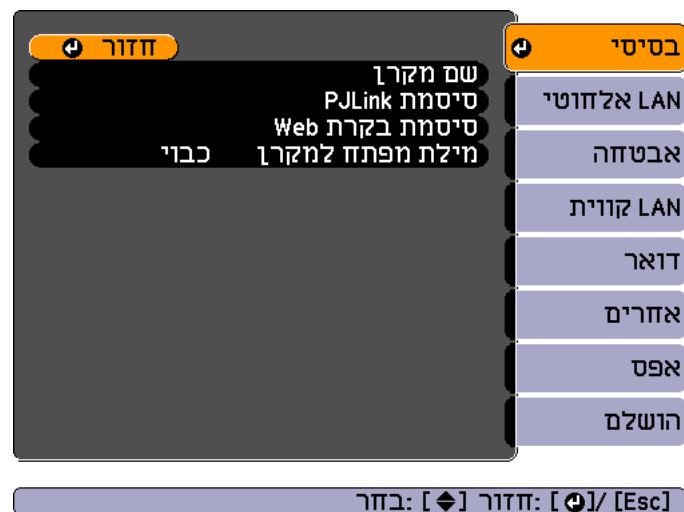 בסיסי
LAN אלחוטי
אבטחה
LAN קווית
דואר
אחרים
אפס
הושלם
חזור
שם מקרן
סיסמת PJLink
סיסמת בקרת Web
מילת מפתח למקרן כבוי
[Esc] /[ ] :חזור [ ] :בחר